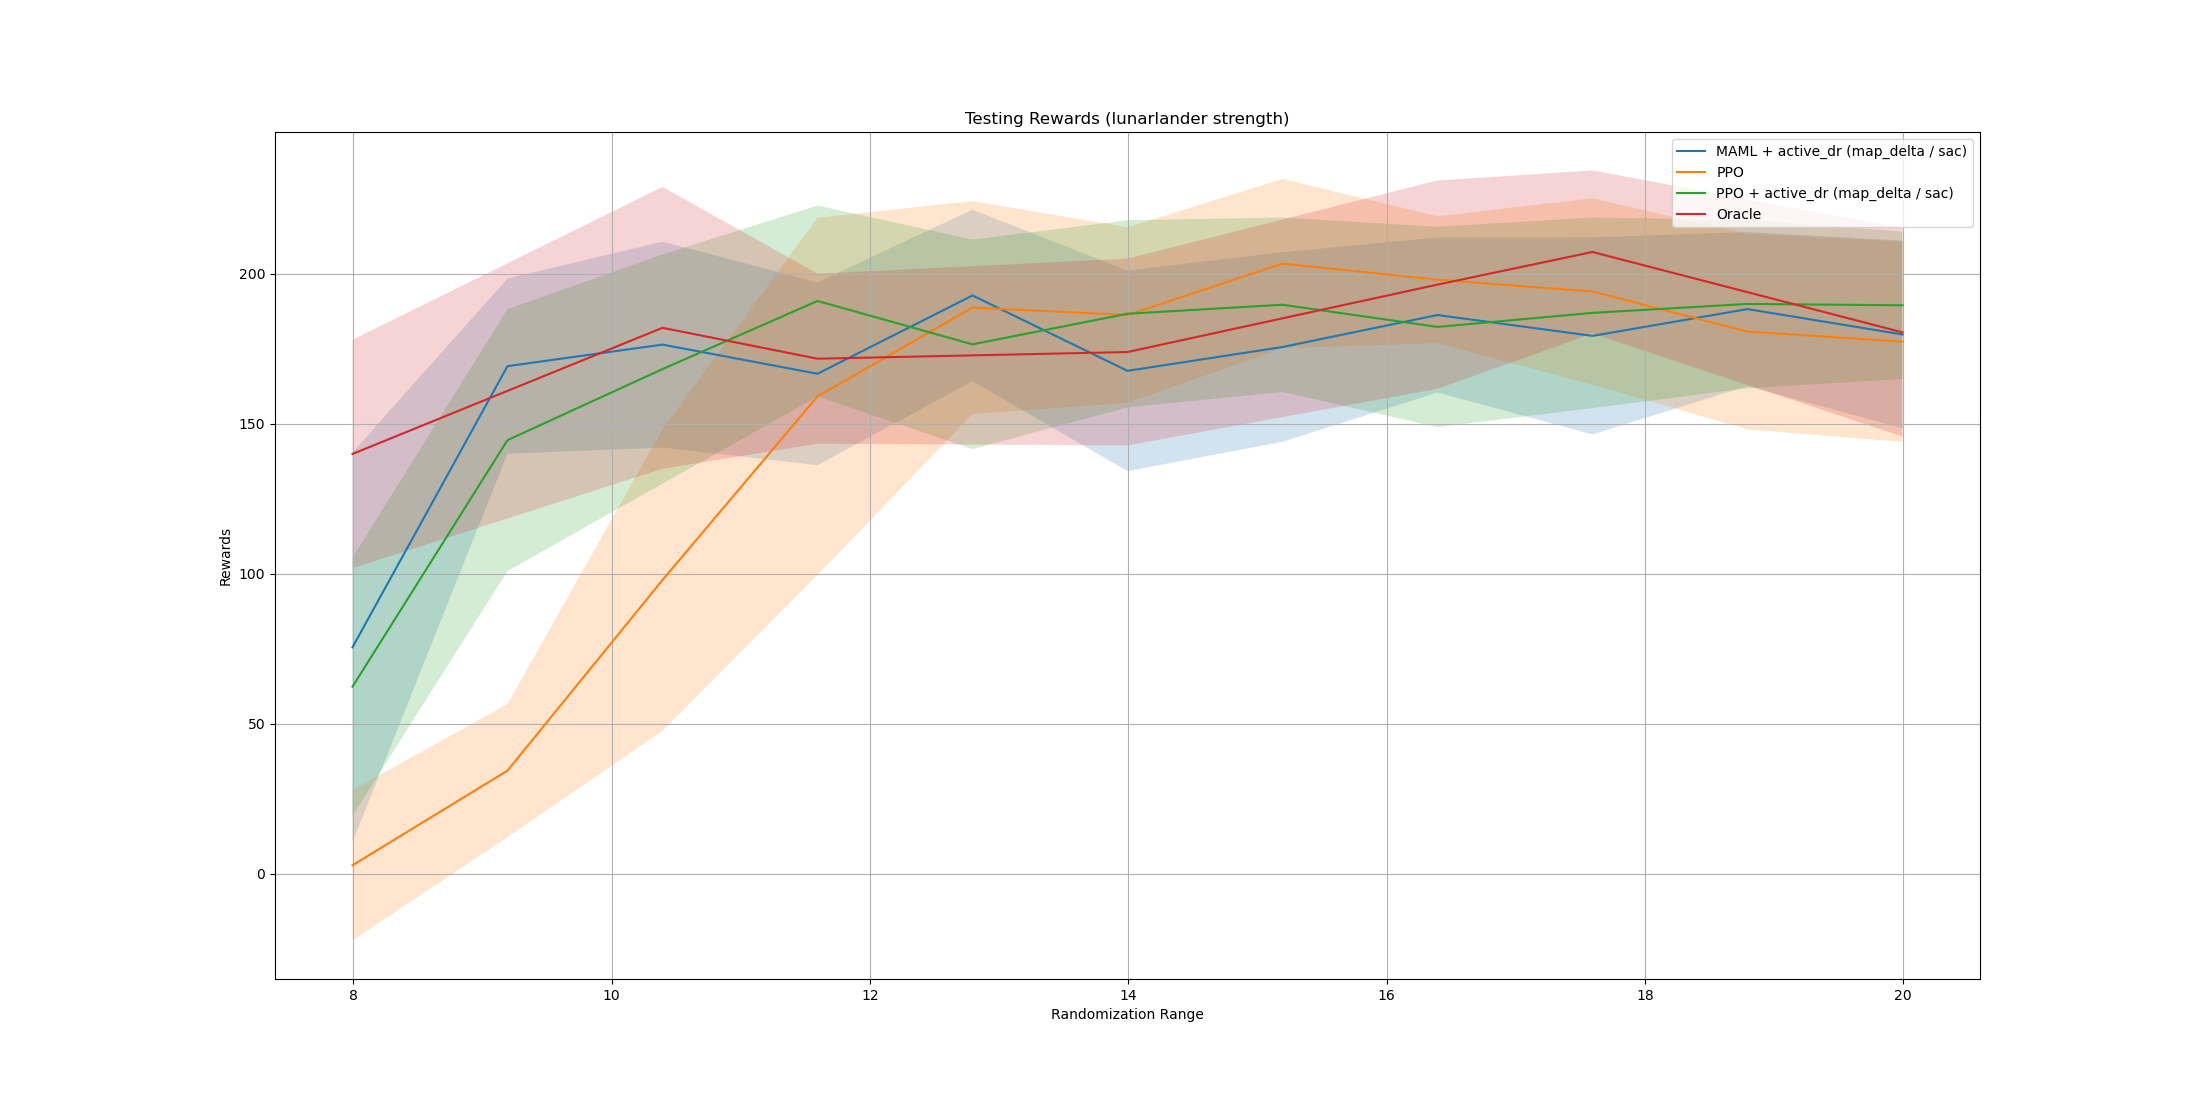 Testing Rewards (lunarlander strength)
MAML + active_dr (map_delta / sac)
PPO
PPO + active_dr (map_delta / sac)
Oracle
Rewards
200
150
100
50
0
8
10
12
14
16
18
20
Randomization Range